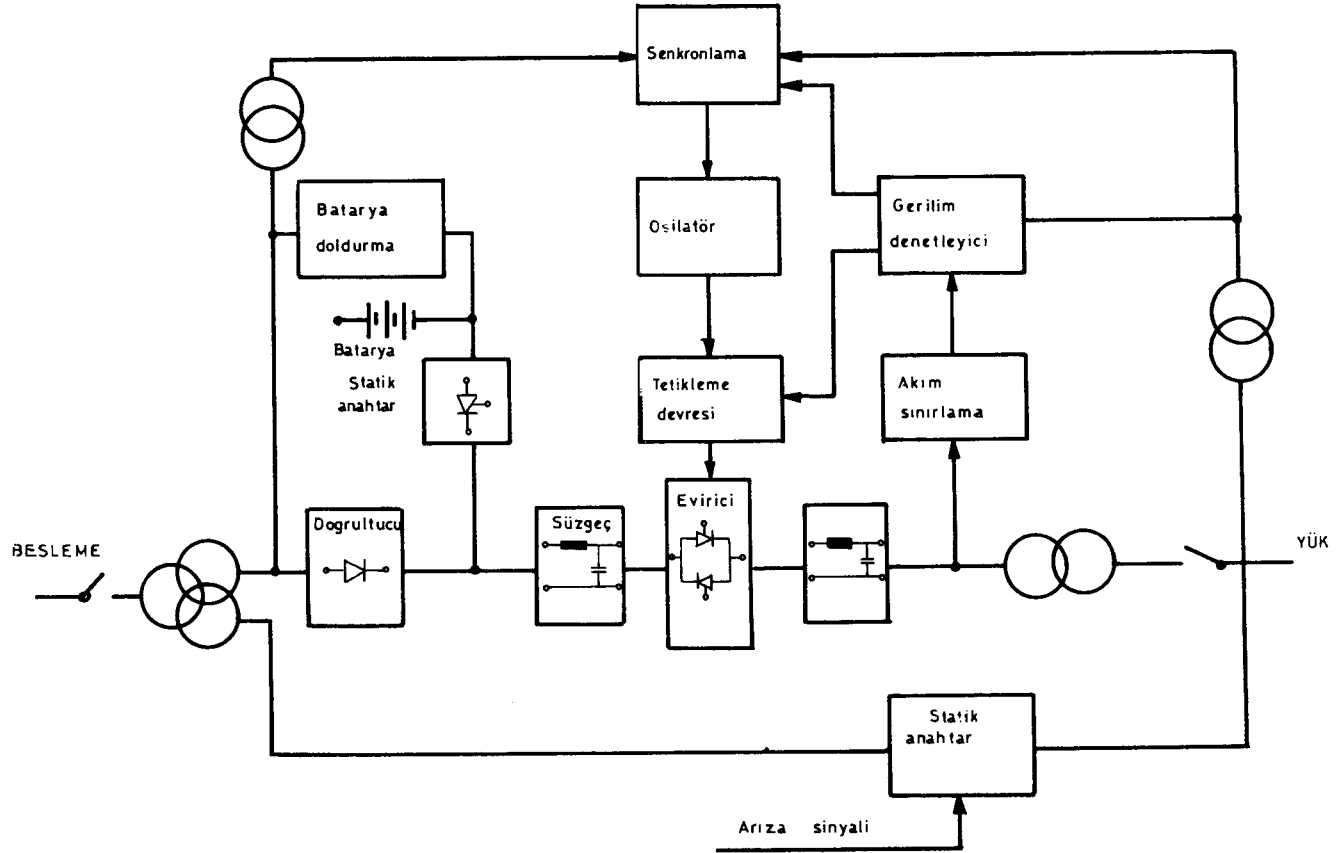 Senkronlama
Batarya
doldurma
Osilatör
Gerilim
denetleyici
Batarya
Statik
anahtar
Tetikleme
devresi
Akım
sınırlama
BESLEME
Dogrultucu
Süzgeç
Evirici
YÜK
Statik
anahtar
Arıza sinyali